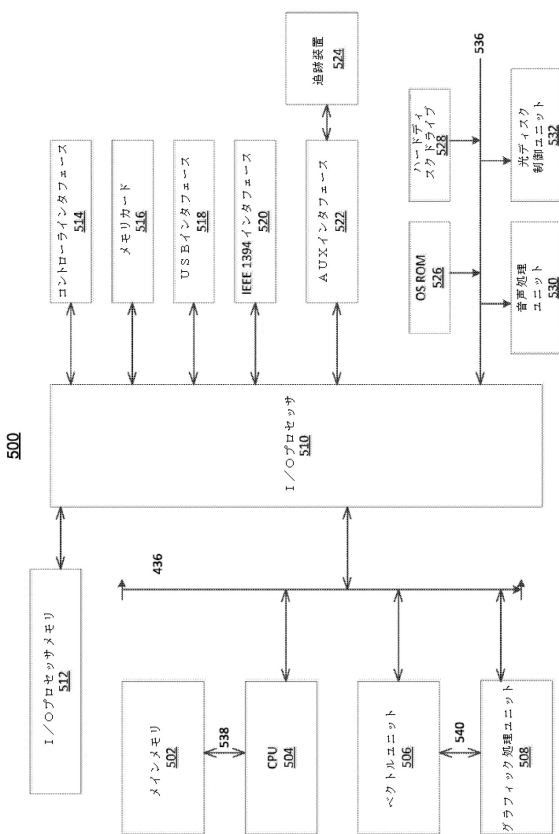 500
I/Oプロセッサメモリ
512
メインメモリ
502
538
CPU
504
ベクトルユニット
506
540
グラフィック処理ユニット
508
436
I/Oプロセッサ
510
コントローラインタフェース
514
メモリカード
516
USBインタフェース
518
IEEE 1394インタフェース
520
AUXインタフェース
522
追跡装置
524
OS ROM
526
ハードディ
スクドライブ
528
536
音声処理
ユニット
530
光ディスク
制御ユニット
532